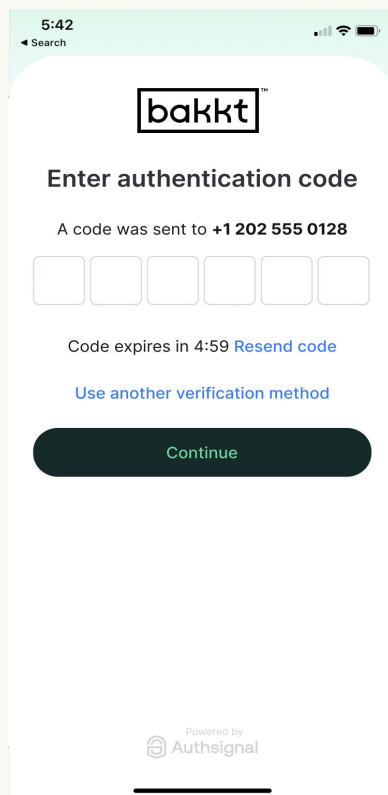 5:42
◀ Search
bakkt™
Enter authentication code
A code was sent to +1 202 555 0128
Code expires in 4:59 Resend code
Use another verification method
Continue
Powered by
Authsignal